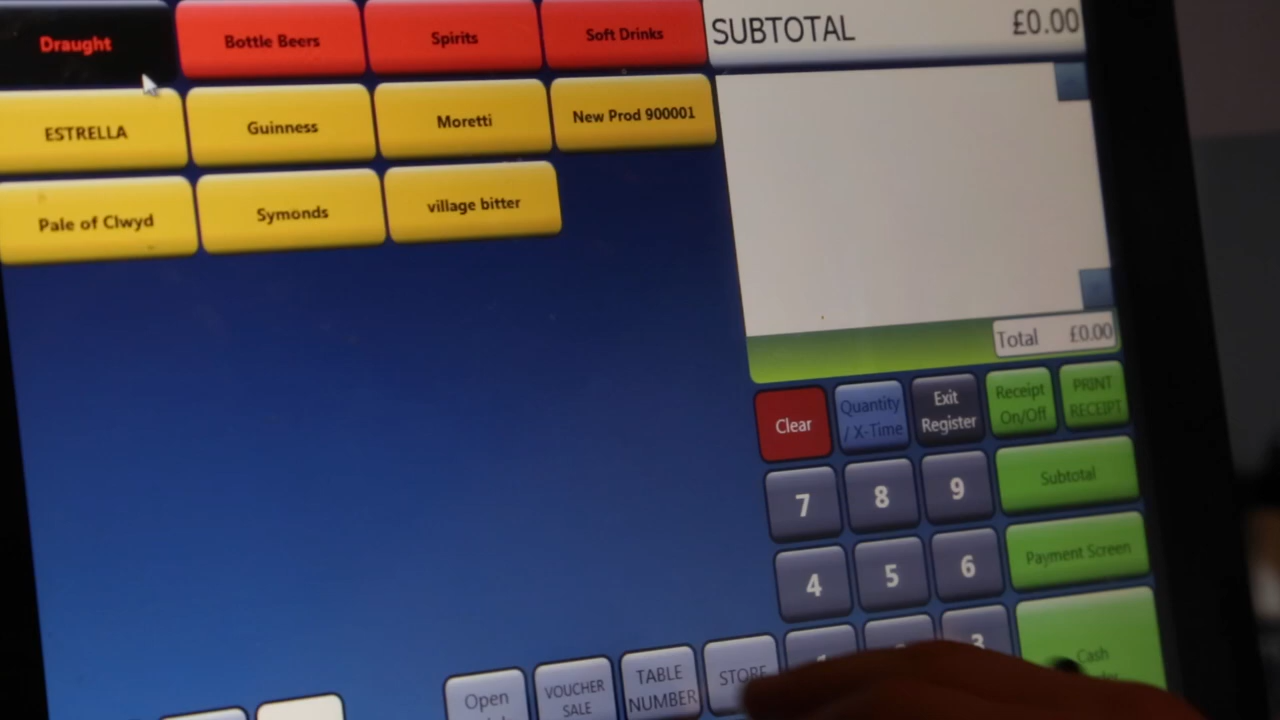 Draught
Bottle Beers
Spirits
Soft Drinks
SUBTOTAL £0.00
ESTRELLA
Guinness
Moretti
New Prod 900001
Pale of Clwyd
Symonds
village bitter
Total £0.00
Clear
Quantity
/ X-Time
Exit
Register
Receipt
On/Off
PRINT
RECEIPT
7
8
9
Subtotal
4
5
6
Payment Screen
3
Cash
Open
VOUCHER
SALE
TABLE
NUMBER
STORE